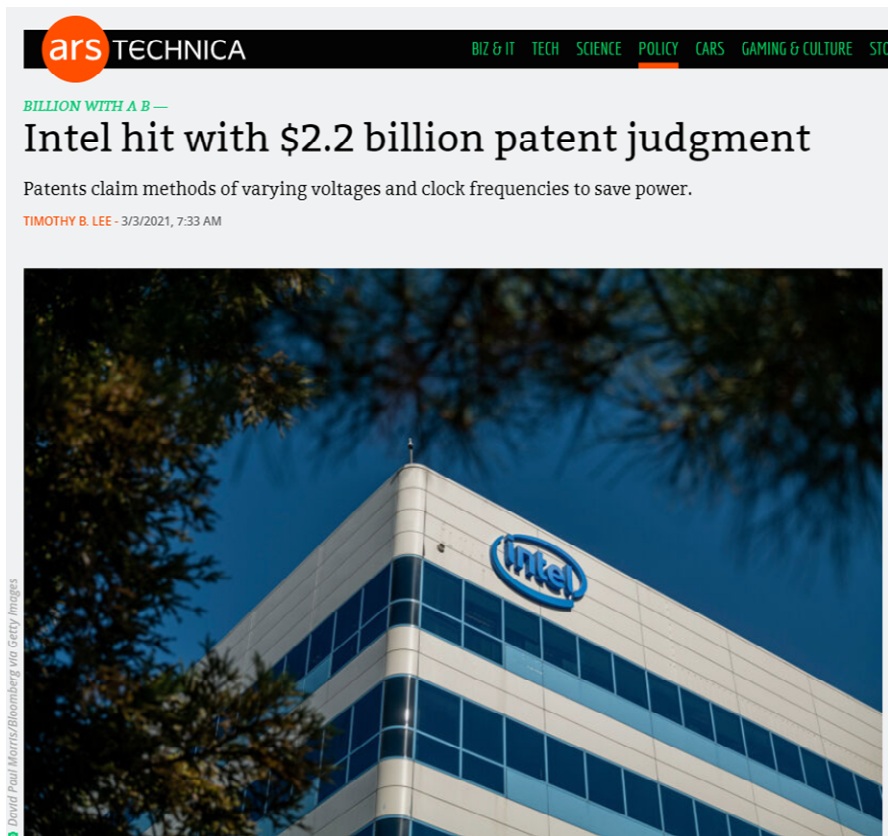 ars TECHNICA
BIZ & IT TECH SCIENCE POLICY CARS GAMING & CULTURE STO
BILLION WITH A B —
Intel hit with $2.2 billion patent judgment
Patents claim methods of varying voltages and clock frequencies to save power.
TIMOTHY B. LEE - 3/3/2021, 7:33 AM
intel
David Paul Morris/Bloomberg via Getty Images